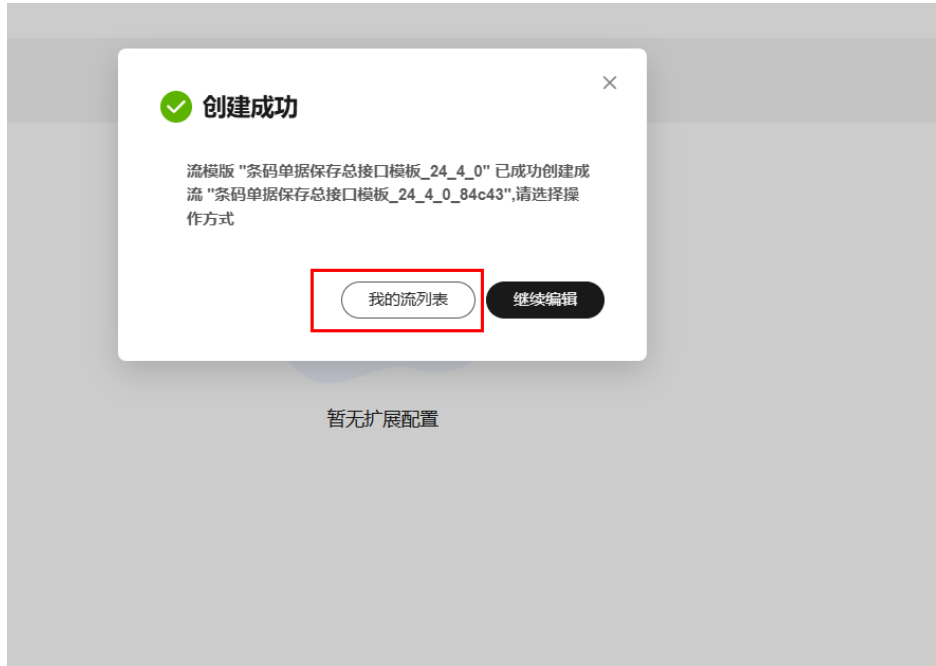 创建成功
流模版 "条码单据保存总接口模板_24_4_0" 已成功创建成
流 "条码单据保存总接口模板_24_4_0_84c43",请选择操
作方式
我的流列表
继续编辑
暂无扩展配置